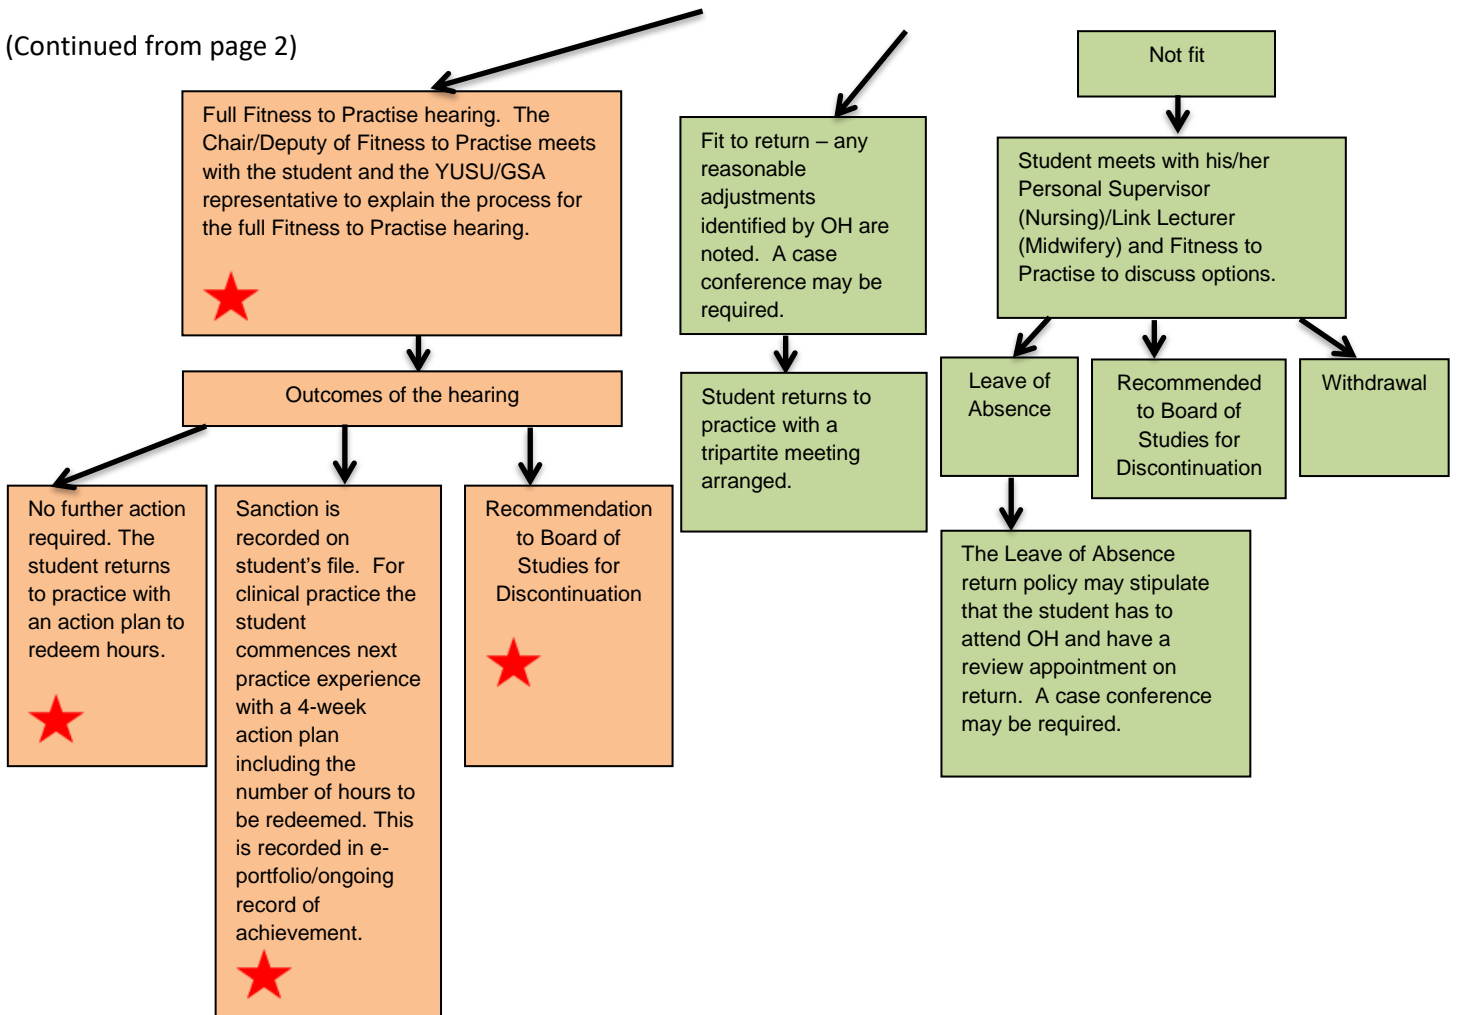 (Continued from page 2)
Full Fitness to Practise hearing.  The
Chair/Deputy of Fitness to Practise meets
with the student and the YUSU/GSA
representative to explain the process for
the full Fitness to Practise hearing.
Outcomes of the hearing
No further action
required. The
student returns
to practice with
an action plan to
redeem hours.
Sanction is
recorded on
student’s file.  For
clinical practice the
student
commences next
practice experience
with a 4-week
action plan
including the
number of hours to
be redeemed. This
is recorded in e-
portfolio/ongoing
record of
achievement.
Recommendation
to Board of
Studies for
Discontinuation
Fit to return – any
reasonable
adjustments
identified by OH are
noted.  A case
conference may be
required.
Student returns to
practice with a
tripartite meeting
arranged.
Not fit
Student meets with his/her
Personal Supervisor
(Nursing)/Link Lecturer
(Midwifery) and Fitness to
Practise to discuss options.
Leave of
Absence
Recommended
to Board of
Studies for
Discontinuation
Withdrawal
The Leave of Absence
return policy may stipulate
that the student has to
attend OH and have a
review appointment on
return.  A case conference
may be required.